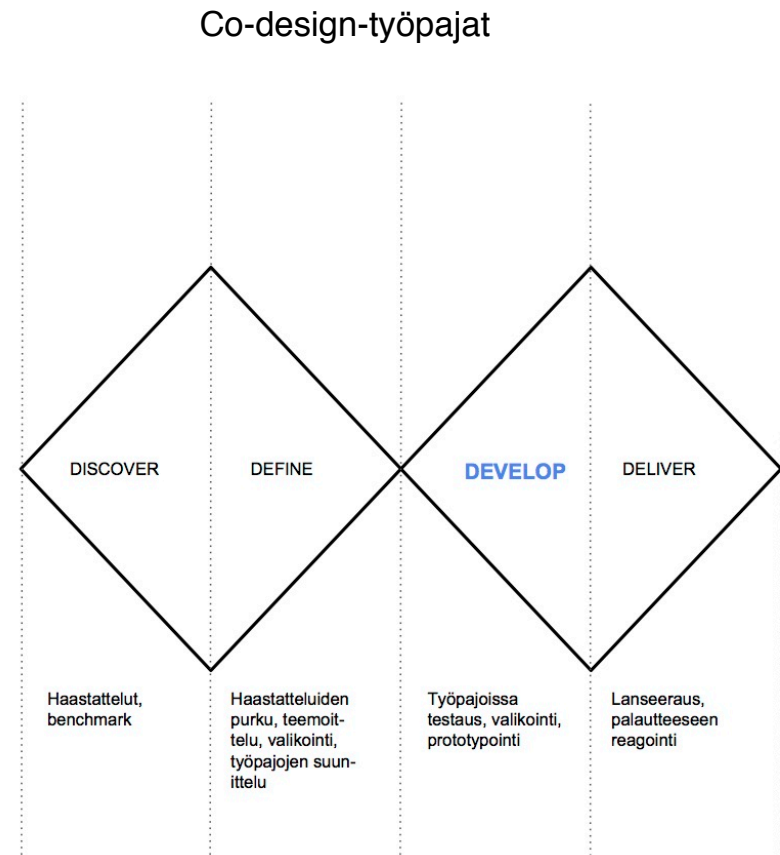 Co-design-työpajat
DISCOVER
DEFINE
DEVELOP
DELIVER
Haastattelut,
benchmark
Haastatteluiden
purku, teemoit-
telu, valikointi,
työpajojen suun-
ittelu
Työpajoissa
testaus, valikointi,
prototypointi
Lanseeraus,
palautteeseen
reagointi